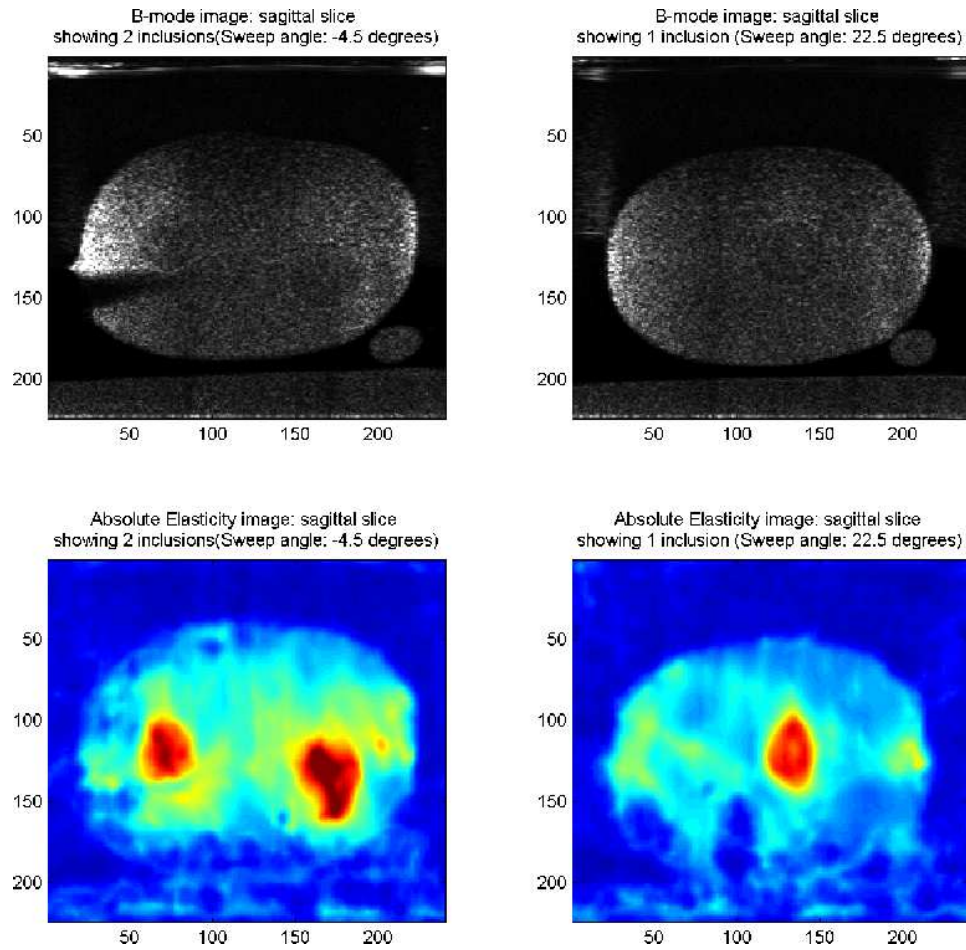 B-mode image: sagittal slice
showing 2 inclusions(Sweep angle: -4.5 degrees)
50
100
150
200
50 100 150 200
B-mode image: sagittal slice
showing 1 inclusion (Sweep angle: 22.5 degrees)
50
100
150
200
50 100 150 200
Absolute Elasticity image: sagittal slice
showing 2 inclusions(Sweep angle: -4.5 degrees)
50
100
150
200
50 100 150 200
Absolute Elasticity image: sagittal slice
showing 1 inclusion (Sweep angle: 22.5 degrees)
50
100
150
200
50 100 150 200